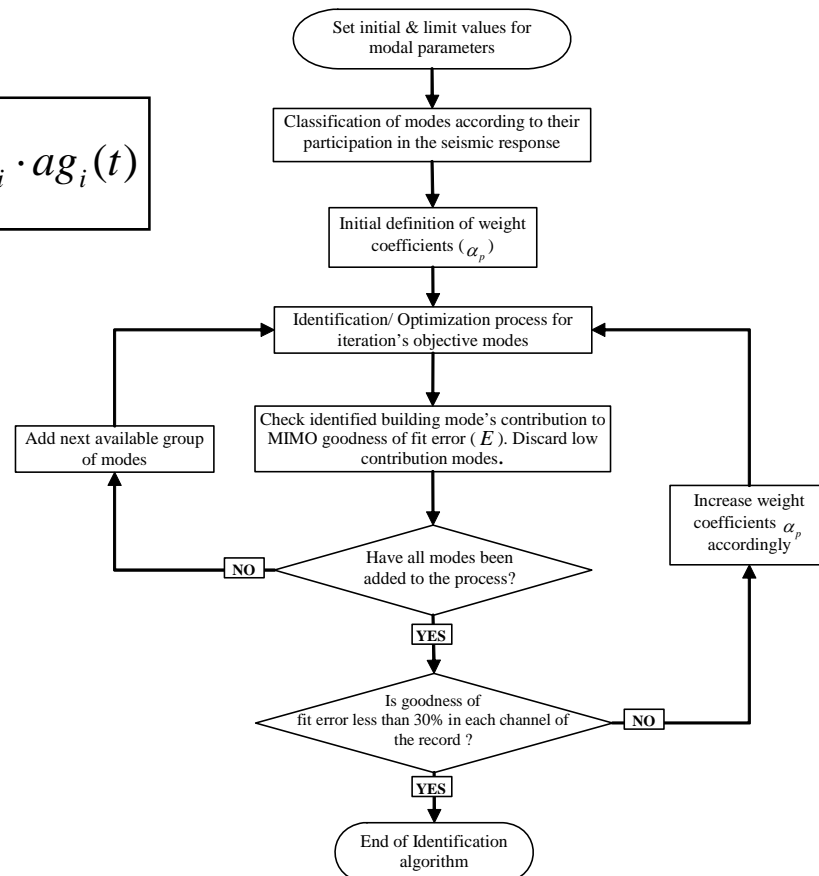 Set initial & limit values for
modal parameters
i · ag_i(t)
Classification of modes according to their
participation in the seismic response
Initial definition of weight
coefficients (α_p)
Identification/ Optimization process for
iteration's objective modes
Check identified building mode's contribution to
MIMO goodness of fit error (E). Discard low
contribution modes.
Add next available group
of modes
Increase weight
coefficients α_p
accordingly
Have all modes been
added to the process?
NO
YES
Is goodness of
fit error less than 30% in each channel of
the record ?
NO
YES
End of Identification
algorithm